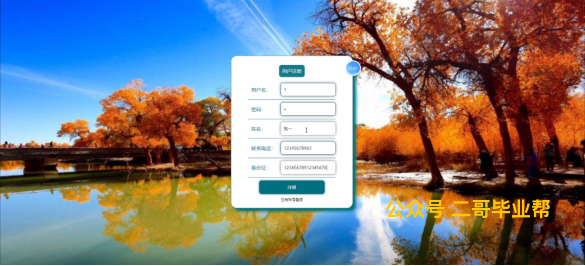 用户注册
用户名：
1
密码：
姓名：
张一
联系电话：
12345678963
身份证：
注册
已有账号登录
公众号 二哥毕业帮